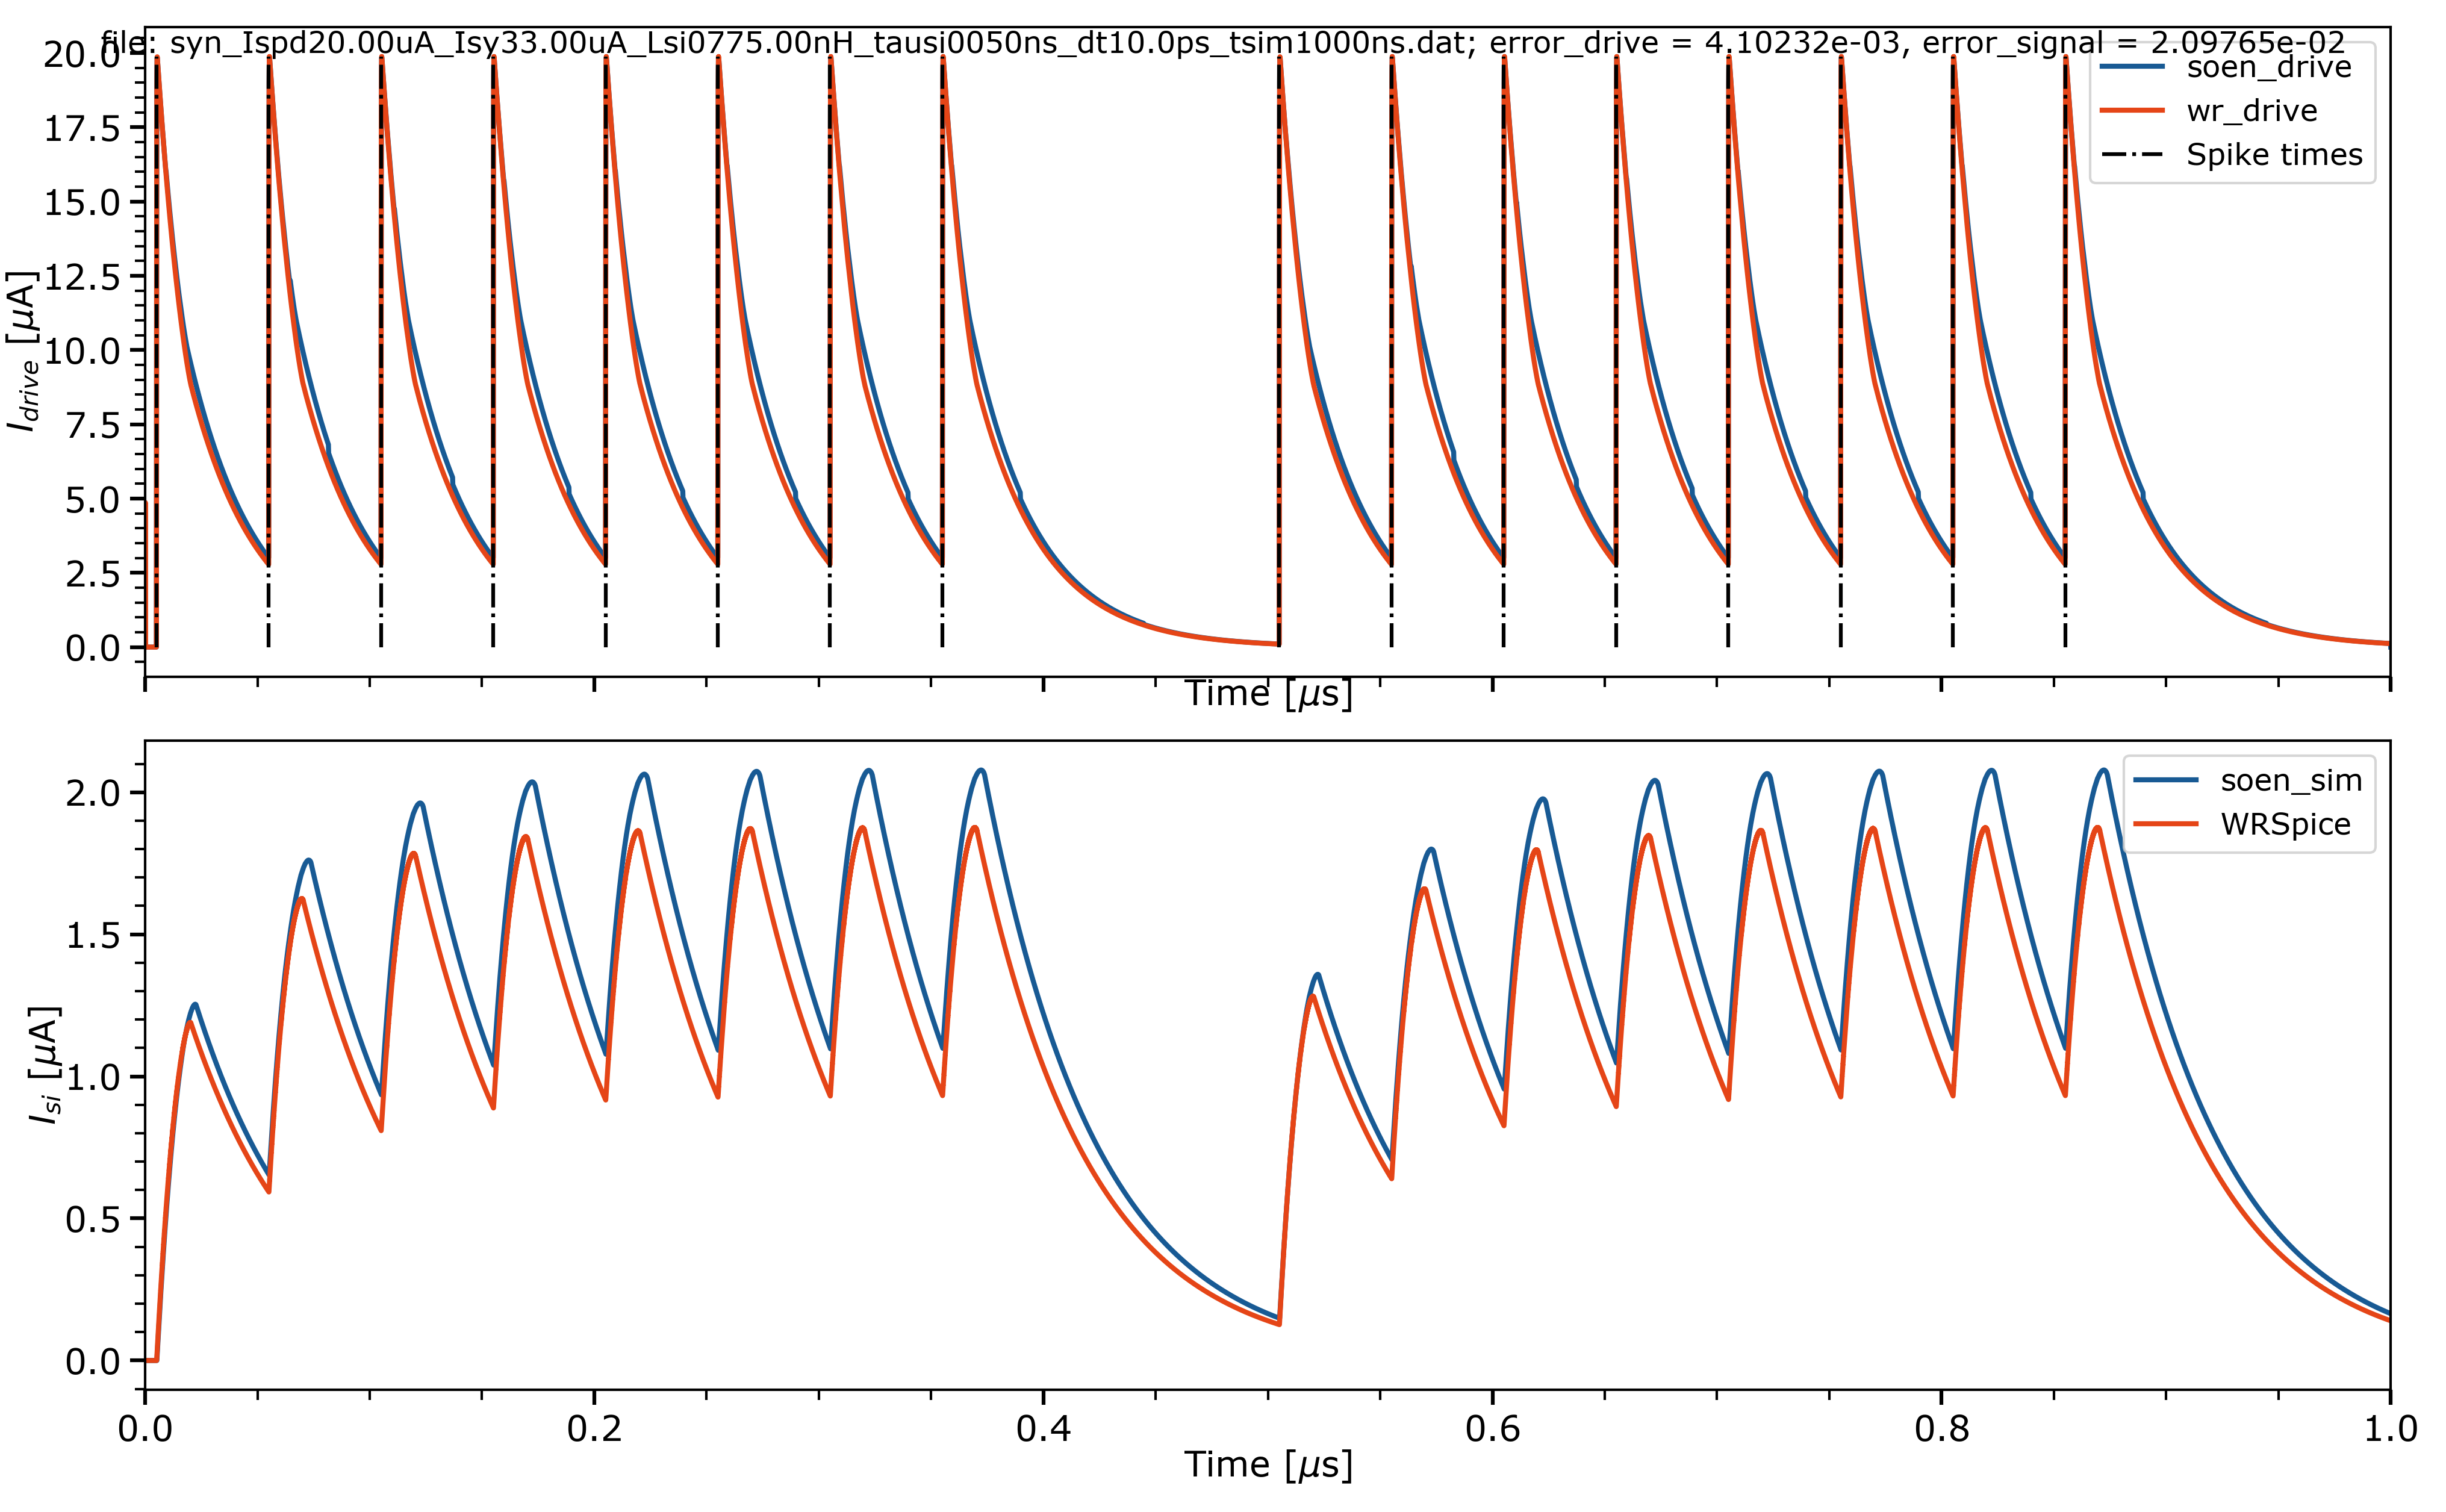 file: syn_Ispd20.00uA_Isy33.00uA_Lsi0775.00nH_tausi0050ns_dt10.0ps_tsim1000ns.dat; error_drive = 4.10232e-03, error_signal = 2.09765e-02
soen_drive
wr_drive
Spike times
20.0
17.5
15.0
12.5
10.0
7.5
5.0
2.5
0.0
I_drive [μA]
Time [μs]
soen_sim
WRSpice
2.0
1.5
1.0
0.5
0.0
I_si [μA]
0.0 0.2 0.4 0.6 0.8 1.0
Time [μs]